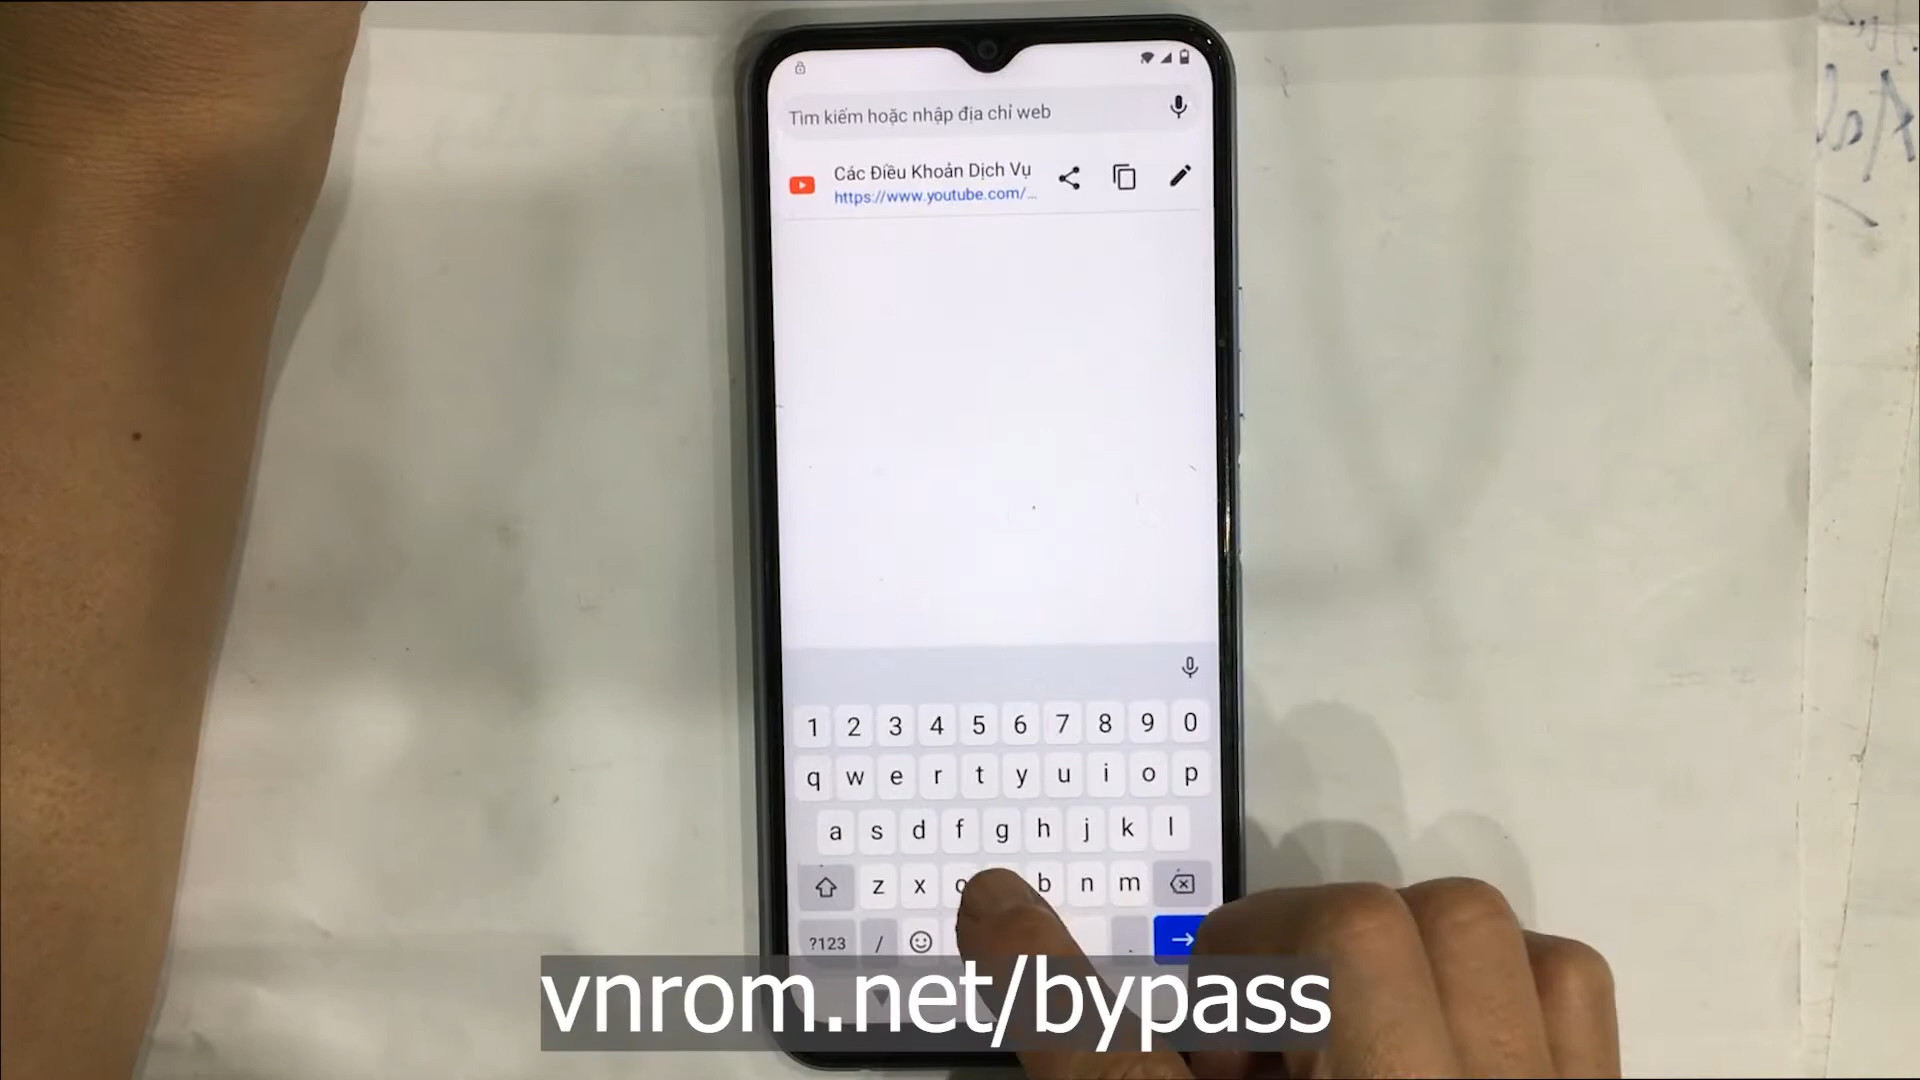 Tìm kiếm hoặc nhập địa chỉ web
Các Điều Khoản Dịch Vụ
https://www.youtube.com/...
1 2 3 4 5 6 7 8 9 0
q w e r t y u i o p
a s d f g h j k l
z x b n m
?123 / .
vnrom.net/bypass